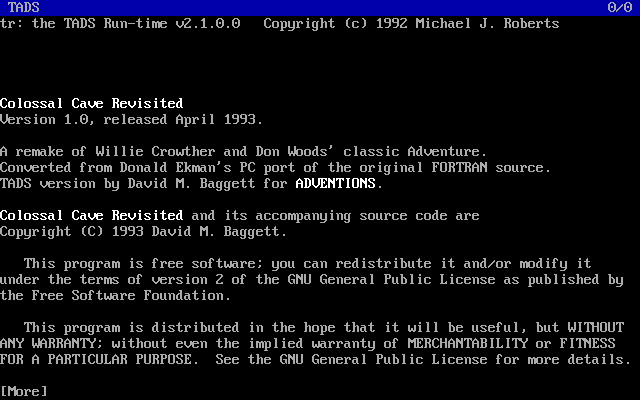 TADS 0/0
tr: the TADS Run-time v2.1.0.0   Copyright (c) 1992 Michael J. Roberts
Colossal Cave Revisited
Version 1.0, released April 1993.
A remake of Willie Crowther and Don Woods' classic Adventure.
Converted from Donald Ekman's PC port of the original FORTRAN source.
TADS version by David M. Baggett for ADVENTIONS.
Colossal Cave Revisited and its accompanying source code are
Copyright (C) 1993 David M. Baggett.
This program is free software; you can redistribute it and/or modify it
under the terms of version 2 of the GNU General Public License as published by
the Free Software Foundation.
This program is distributed in the hope that it will be useful, but WITHOUT
ANY WARRANTY; without even the implied warranty of MERCHANTABILITY or FITNESS
FOR A PARTICULAR PURPOSE.  See the GNU General Public License for more details.
[More]